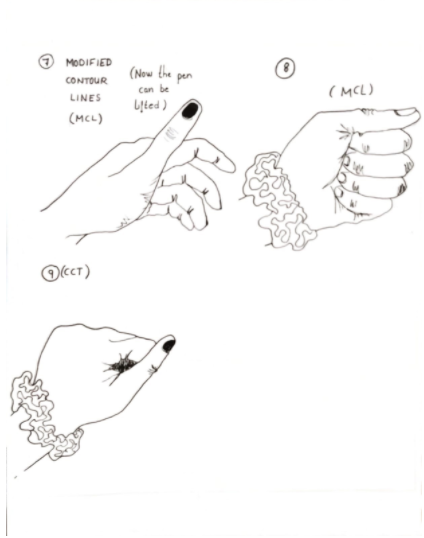 7 MODIFIED
CONTOUR
LINES
(MCL)
(Now the pen
can be
lifted)
8
(MCL)
9 (CCT)